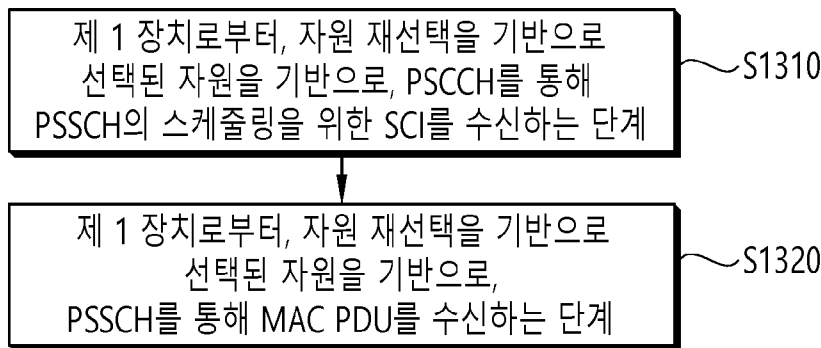 제 1 장치로부터, 자원 재선택을 기반으로
선택된 자원을 기반으로, PSCCH를 통해
PSSCH의 스케줄링을 위한 SCI를 수신하는 단계
S1310
제 1 장치로부터, 자원 재선택을 기반으로
선택된 자원을 기반으로,
PSSCH를 통해 MAC PDU를 수신하는 단계
S1320